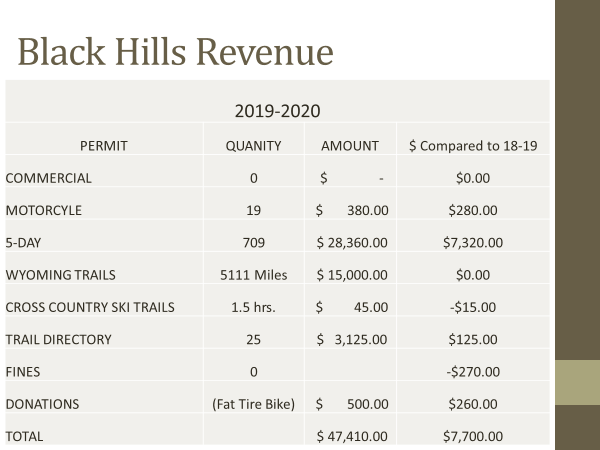 Black Hills Revenue
2019-2020
PERMIT QUANITY AMOUNT $ Compared to 18-19
COMMERCIAL 0 $ - $0.00
MOTORCYLE 19 $ 380.00 $280.00
5-DAY 709 $ 28,360.00 $7,320.00
WYOMING TRAILS 5111 Miles $ 15,000.00 $0.00
CROSS COUNTRY SKI TRAILS 1.5 hrs. $ 45.00 -$15.00
TRAIL DIRECTORY 25 $ 3,125.00 $125.00
FINES 0 -$270.00
DONATIONS (Fat Tire Bike) $ 500.00 $260.00
TOTAL $ 47,410.00 $7,700.00